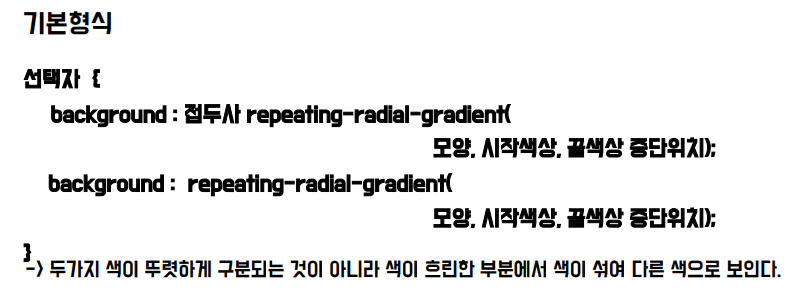 기본형식
선택자 {
background : 접두사 repeating-radial-gradient(
모양, 시작색상, 끝색상 중단위치);
background : repeating-radial-gradient(
모양, 시작색상, 끝색상 중단위치);
}
-> 두가지 색이 뚜렷하게 구분되는 것이 아니라 색이 흐린한 부분에서 색이 섞여 다른 색으로 보인다.